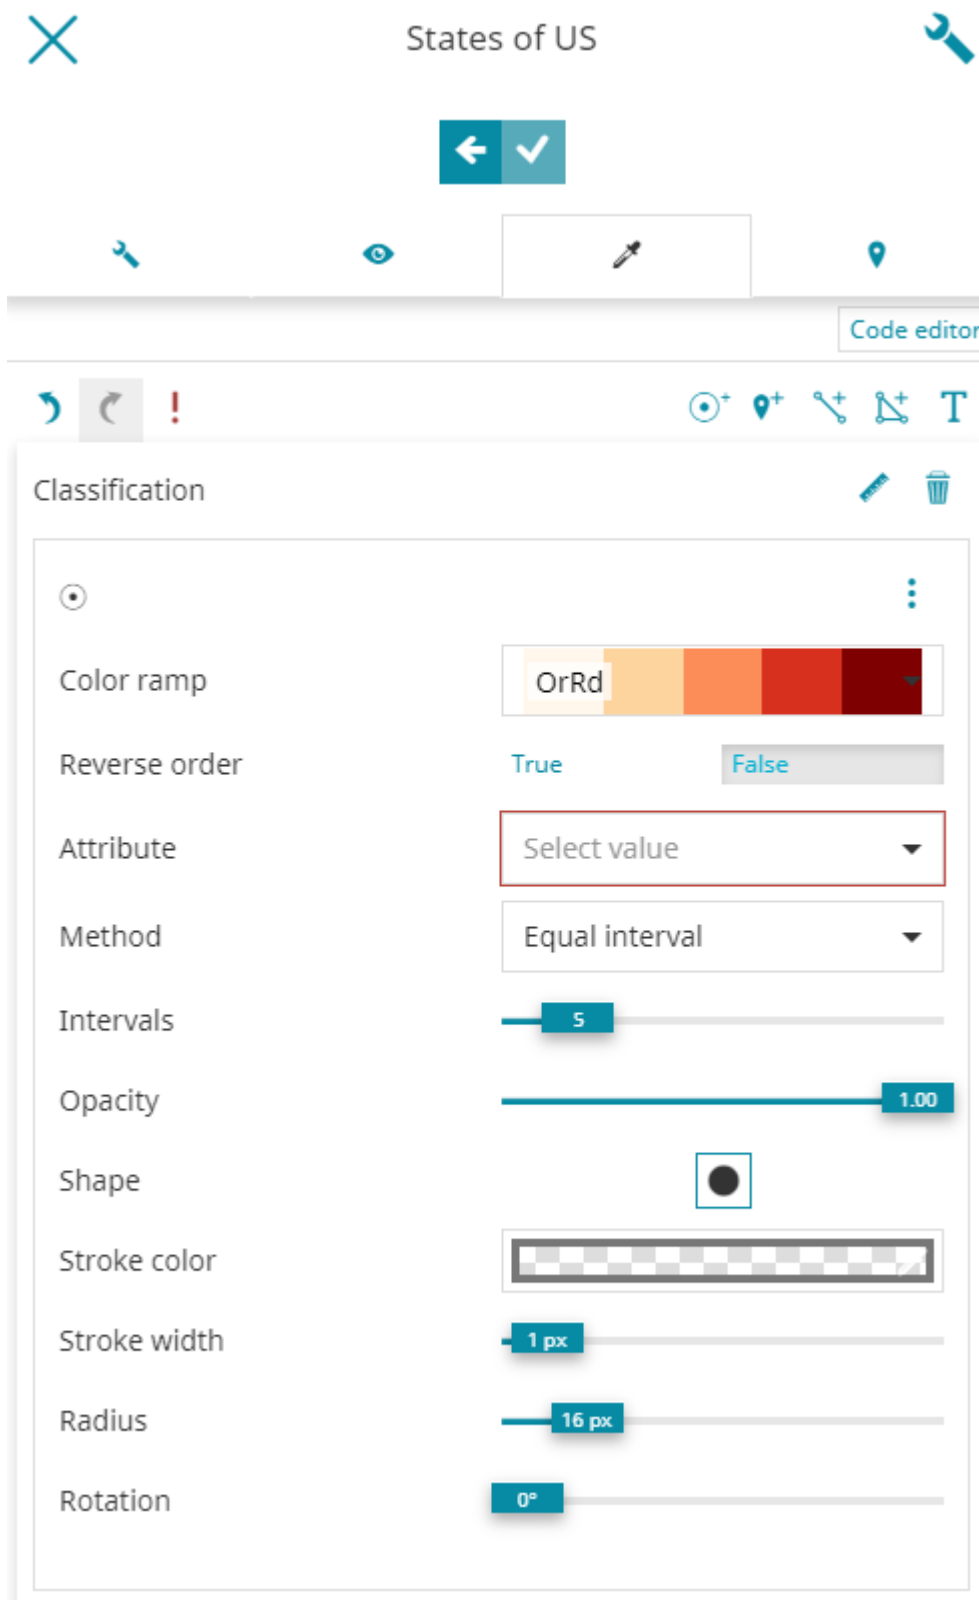 States of US
Code editor
T
Classification
Color ramp OrRd
Reverse order True False
Attribute Select value
Method Equal interval
Intervals 5
Opacity 1.00
Shape
Stroke color
Stroke width 1 px
Radius 16 px
Rotation 0°